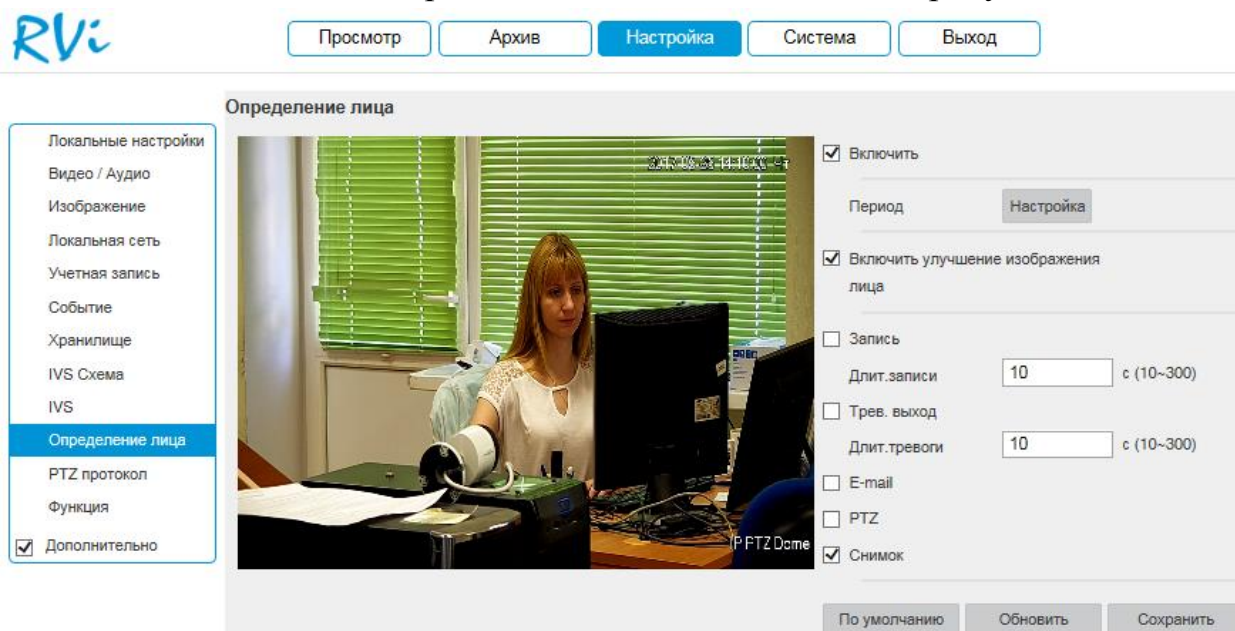 RVi
Просмотр Архив Настройка Система Выход
Определение лица
Локальные настройки
Видео / Аудио
Изображение
Локальная сеть
Учетная запись
Событие
Хранилище
IVS Схема
IVS
Определение лица
PTZ протокол
Функция
Дополнительно
IP PTZ Dome
Включить
Период Настройка
Включить улучшение изображения
лица
Запись
Длит.записи 10 с (10~300)
Трев. выход
Длит.тревоги 10 с (10~300)
E-mail
PTZ
Снимок
По умолчанию Обновить Сохранить